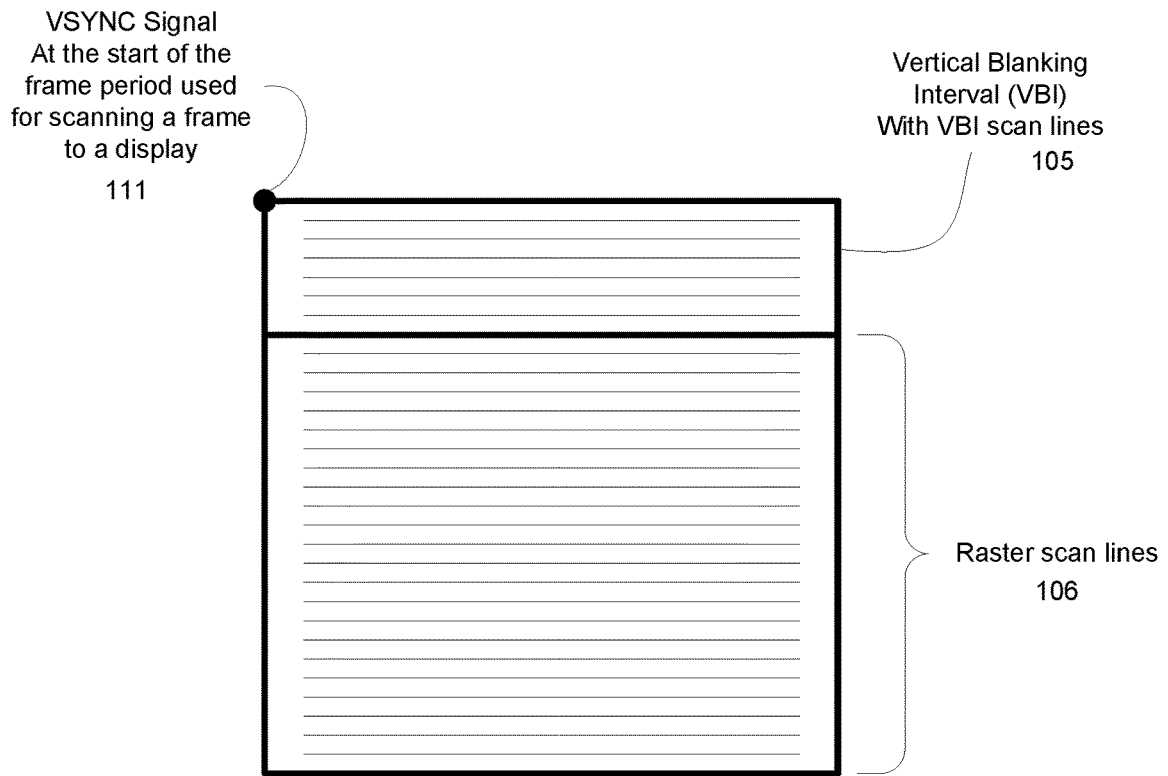 VSYNC Signal
At the start of the
frame period used
for scanning a frame
to a display
111
Vertical Blanking
Interval (VBI)
With VBI scan lines
105
Raster scan lines
106